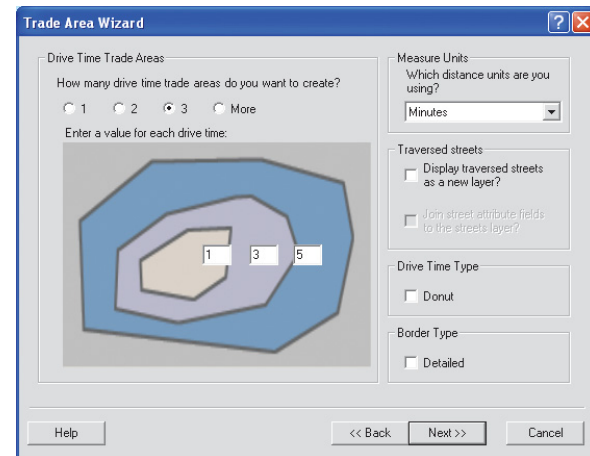 Trade Area Wizard
Drive Time Trade Areas
How many drive time trade areas do you want to create?
1 2 3 More
Enter a value for each drive time:
1 3 5
Measure Units
Which distance units are you
using?
Minutes
Traversed streets
Display traversed streets
as a new layer?
Join street attribute fields
to the streets layer?
Drive Time Type
Donut
Border Type
Detailed
Help
<< Back
Next >>
Cancel